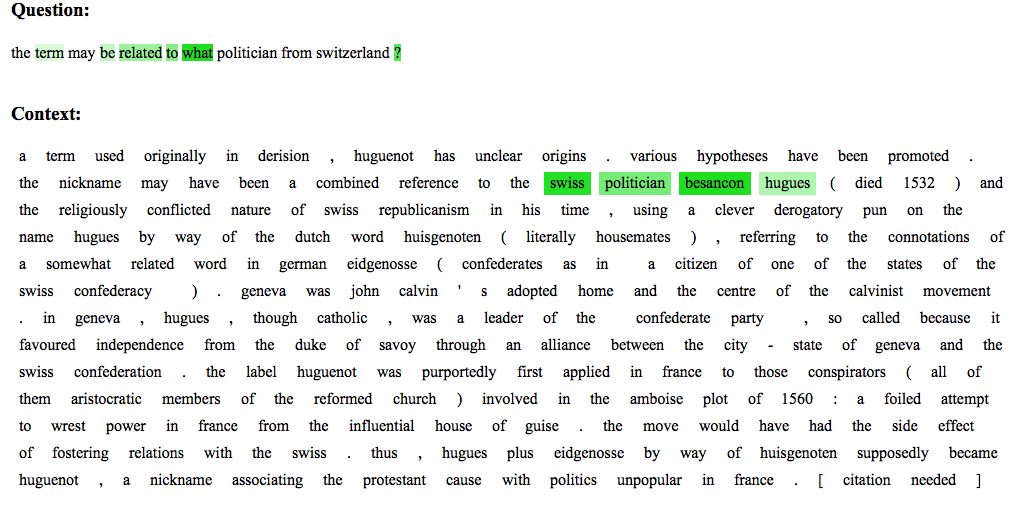 Question:
the term may be related to what politician from switzerland ?
Context:
a term used originally in derision , huguenot has unclear origins . various hypotheses have been promoted .
the nickname may have been a combined reference to the swiss politician besancon hugues ( died 1532 ) and
the religiously conflicted nature of swiss republicanism in his time , using a clever derogatory pun on the
name hugues by way of the dutch word huisgenoten ( literally housemates ) , referring to the connotations of
a somewhat related word in german eidgenosse ( confederates as in a citizen of one of the states of the
swiss confederacy ) . geneva was john calvin ' s adopted home and the centre of the calvinist movement
. in geneva , hugues , though catholic , was a leader of the confederate party , so called because it
favoured independence from the duke of savoy through an alliance between the city - state of geneva and the
swiss confederation . the label huguenot was purportedly first applied in france to those conspirators ( all of
them aristocratic members of the reformed church ) involved in the amboise plot of 1560 : a foiled attempt
to wrest power in france from the influential house of guise . the move would have had the side effect
of fostering relations with the swiss . thus , hugues plus eidgenosse by way of huisgenoten supposedly became
huguenot , a nickname associating the protestant cause with politics unpopular in france . [ citation needed ]